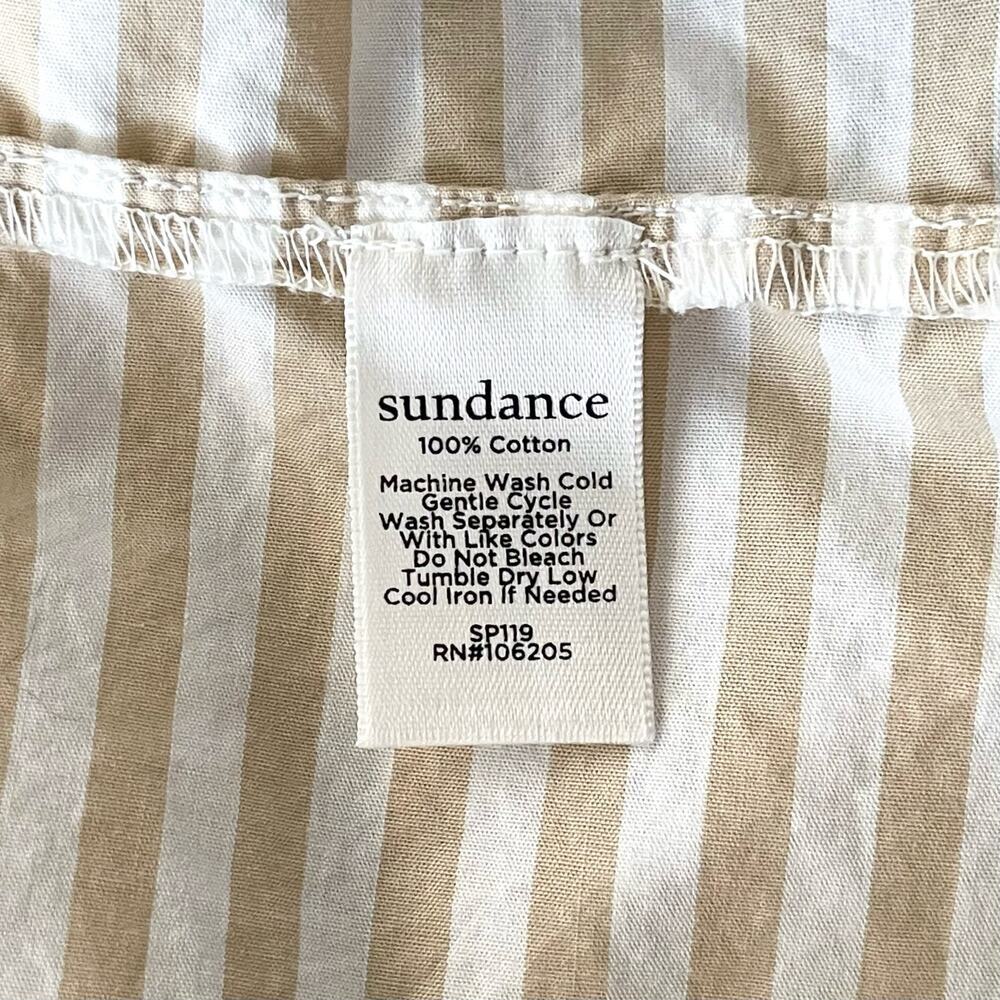 sundance
100% Cotton
Machine Wash Cold
Gentle Cycle
Wash Separately Or
With Like Colors
Do Not Bleach
Tumble Dry Low
Cool Iron If Needed
SP119
RN#106205